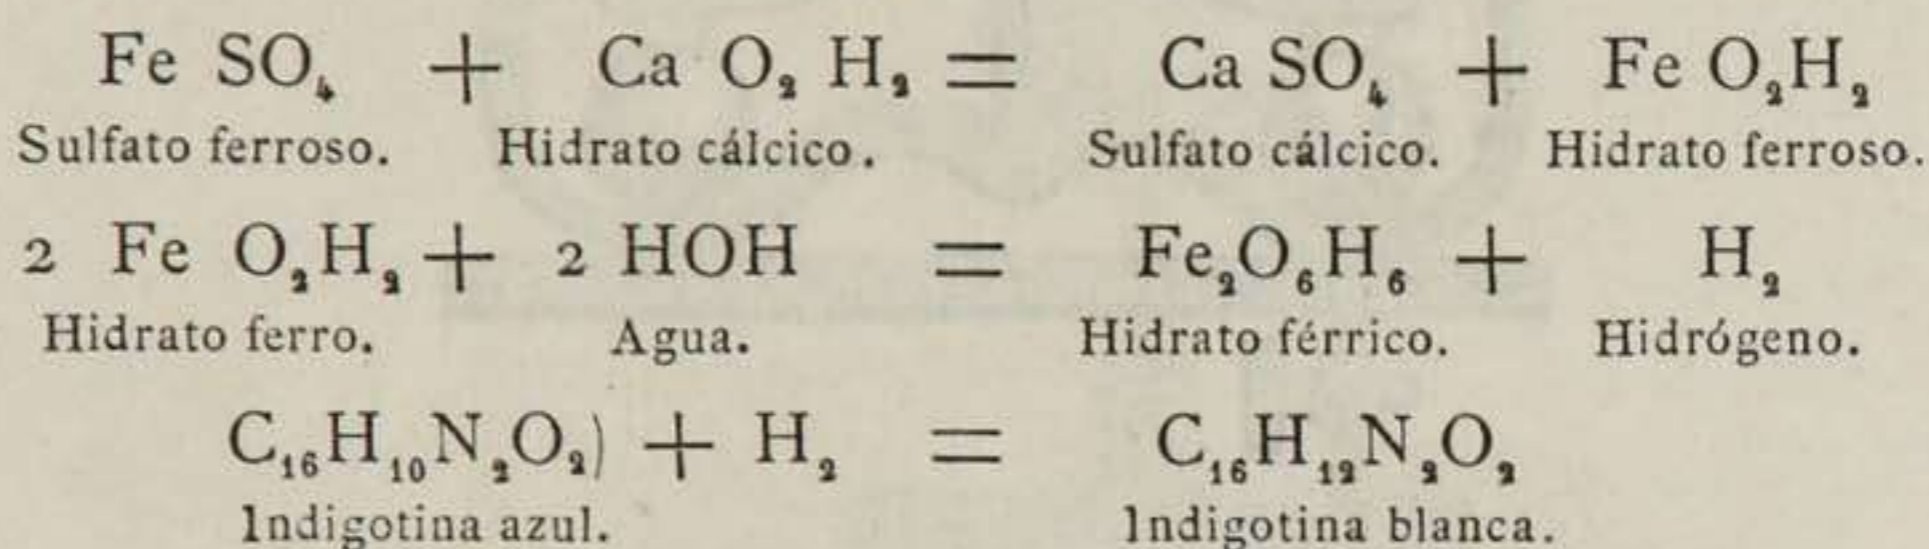 Fe SO₄ + Ca O₂ H₂ = Ca SO₄ + Fe O₂H₂
Sulfato ferroso. Hidrato cálcico. Sulfato cálcico. Hidrato ferroso.
2 Fe O₂H₂ + 2 HOH = Fe₂O₆H₆ + H₂
Hidrato ferro. Agua. Hidrato férrico. Hidrógeno.
C₁₆H₁₀N₂O₂) + H₂ = C₁₆H₁₂N₂O₂
Indigotina azul. Indigotina blanca.